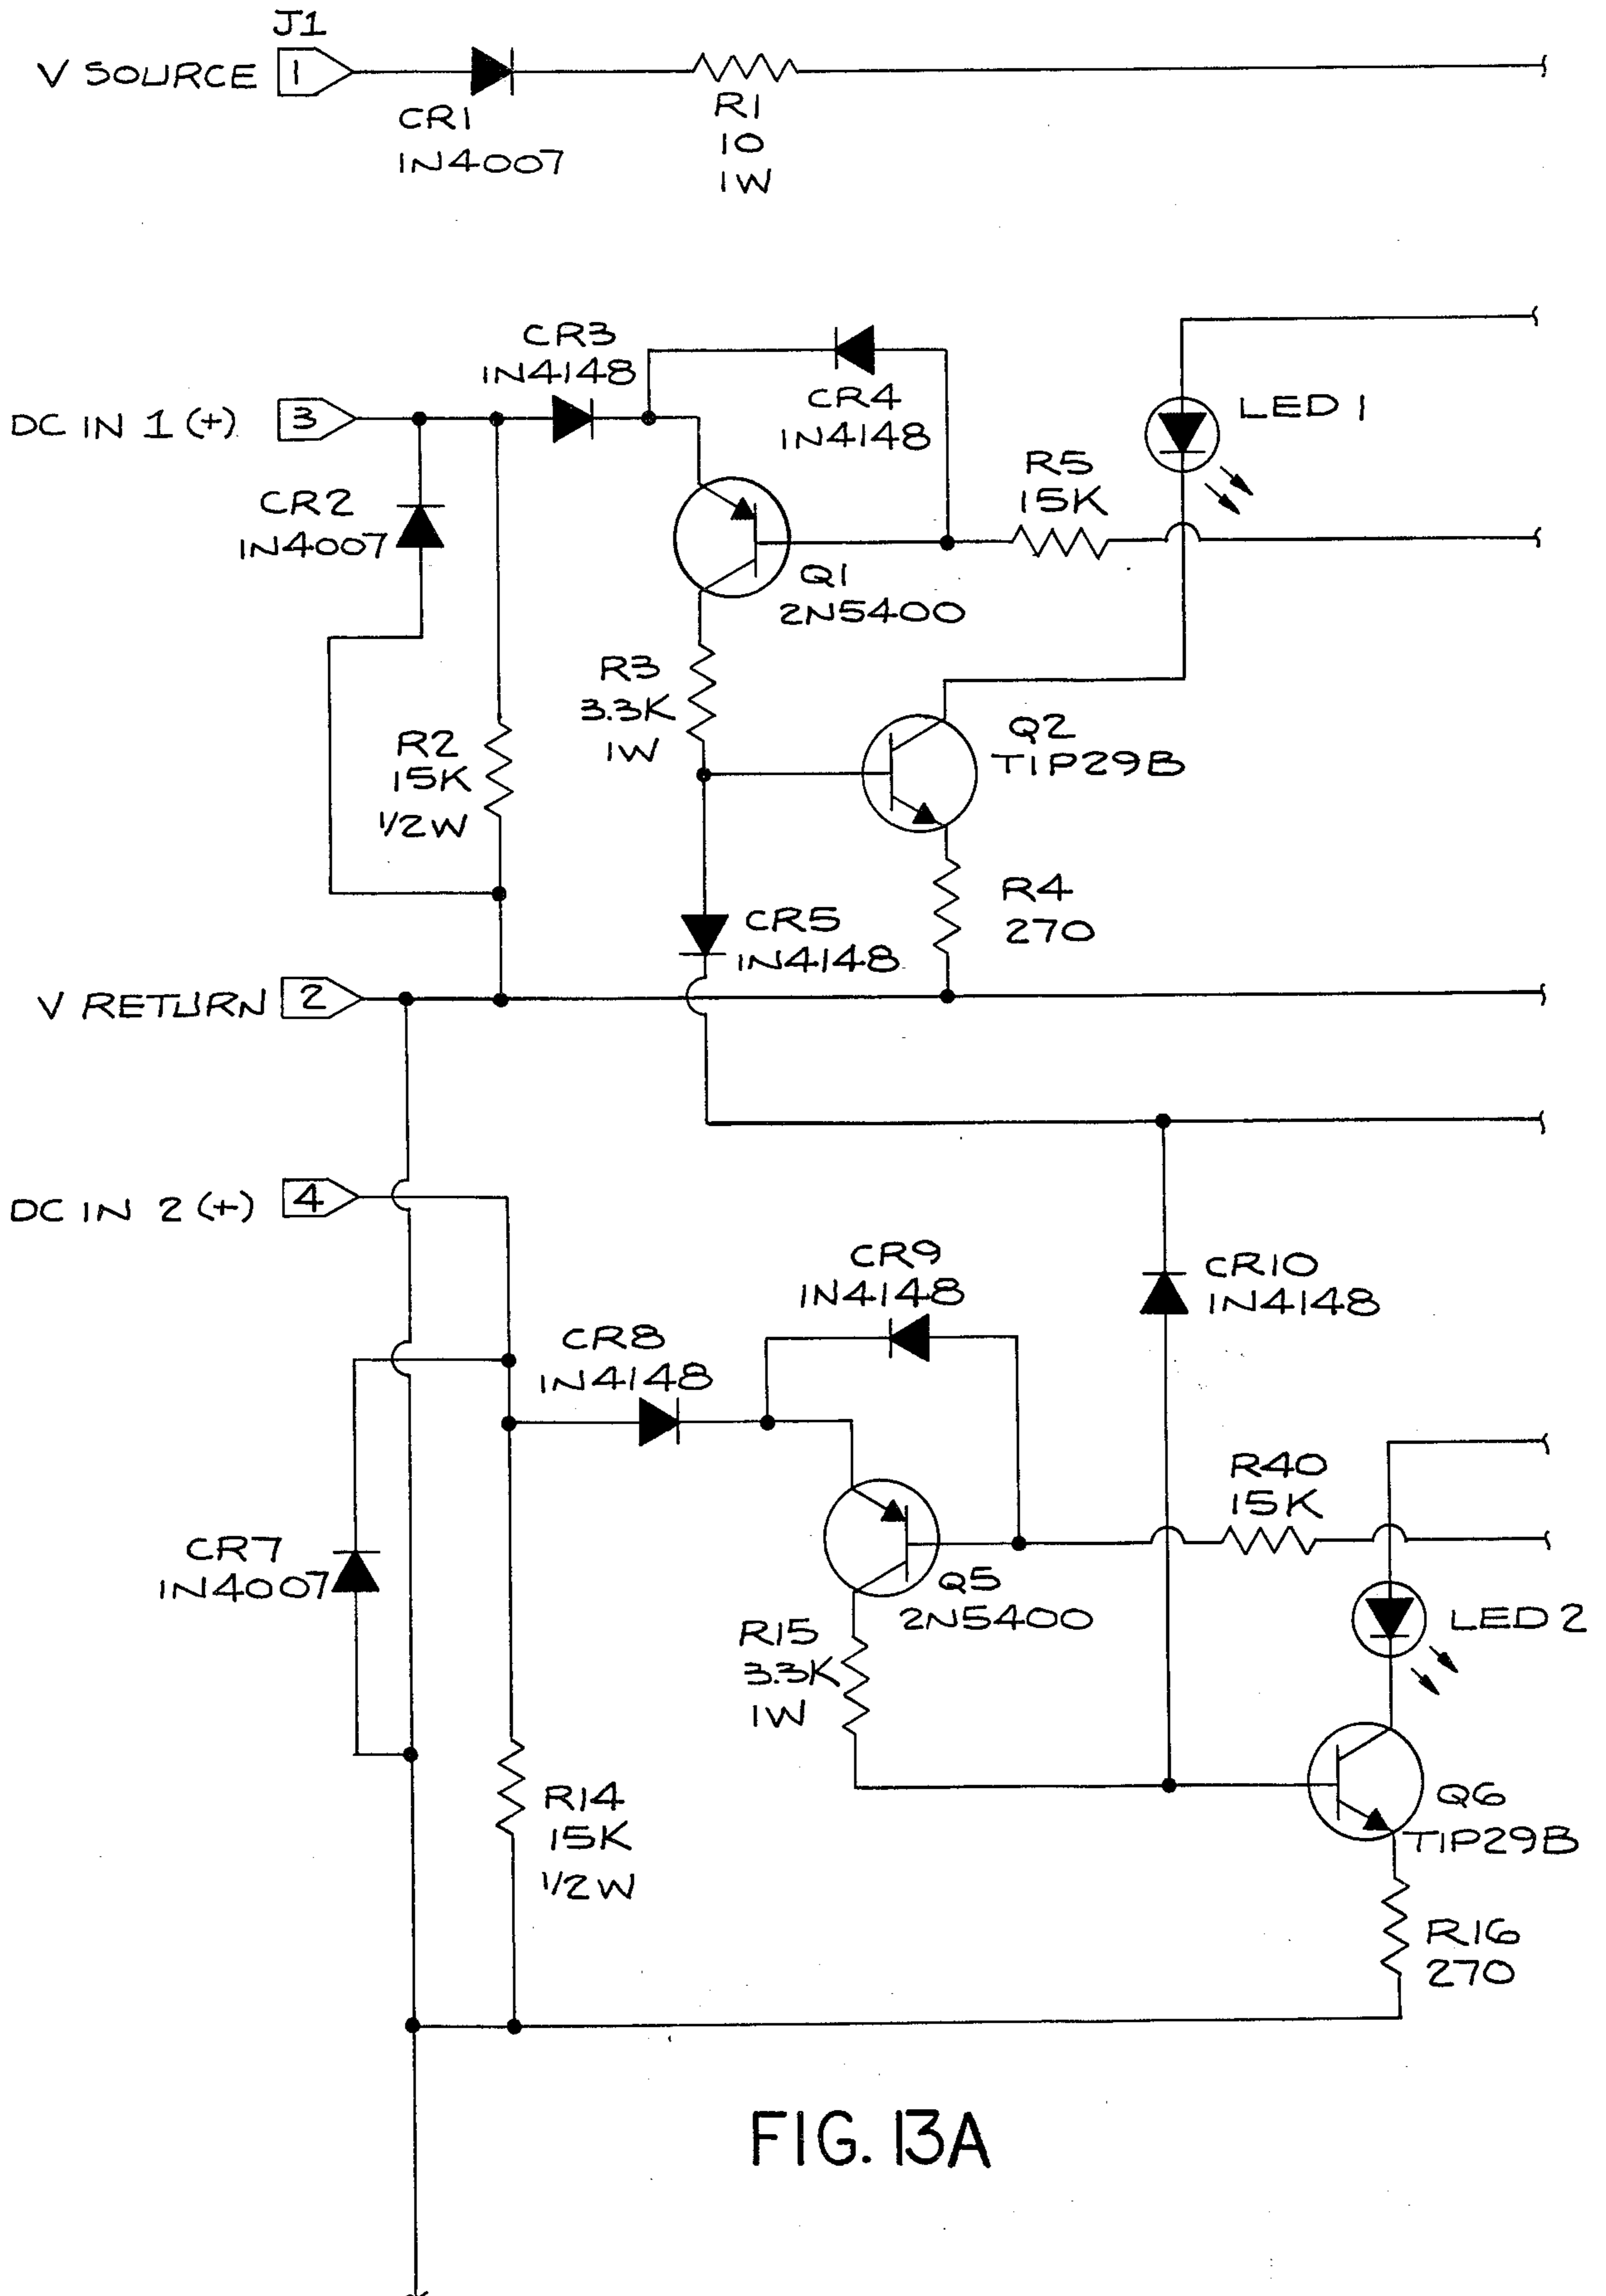 J1
V SOURCE 1
CR1
1N4007
R1
10
1W
CR3
1N4148
CR4
1N4148
LED 1
DC IN 1 (+) 3
R5
15K
CR2
1N4007
Q1
2N5400
R3
3.3K
1W
Q2
TIP29B
R2
15K
1/2W
R4
270
CR5
1N4148
V RETURN 2
DC IN 2 (+) 4
CR9
1N4148
CR10
1N4148
CR8
1N4148
R40
15K
CR7
1N4007
Q5
2N5400
LED 2
R15
3.3K
1W
R14
15K
1/2W
Q6
TIP29B
R16
270
FIG. 13A